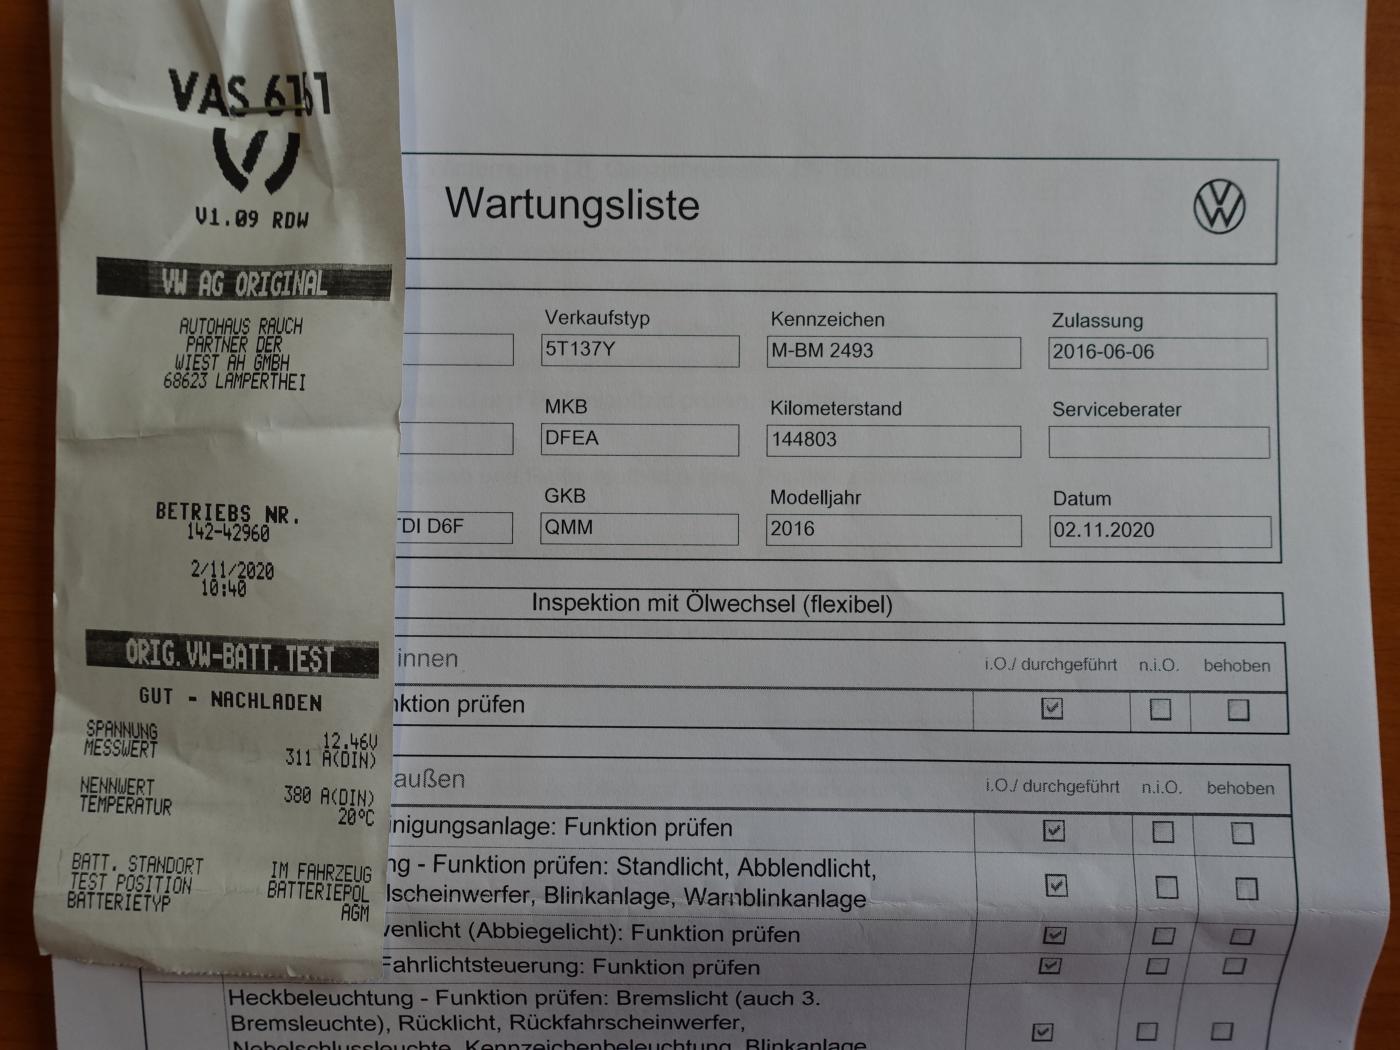 VAS 6161
V1.09 RDW
VW AG ORIGINAL
AUTOHAUS RAUCH
PARTNER DER
WIEST AH GMBH
68623 LAMPERTHEI
BETRIEBS NR.
142-42960
2/11/2020
10:40
ORIG.VW-BATT.TEST
GUT - NACHLADEN
SPANNUNG 12.46V
MESSWERT 311 A(DIN)
NENNWERT 380 A(DIN)
TEMPERATUR 20°C
BATT. STANDORT IM FAHRZEUG
TEST POSITION BATTERIEPOL
BATTERIETYP AGM
Wartungsliste
Verkaufstyp Kennzeichen Zulassung
5T137Y M-BM 2493 2016-06-06
MKB Kilometerstand Serviceberater
DFEA 144803
GKB Modelljahr Datum
TDI D6F QMM 2016 02.11.2020
Inspektion mit Ölwechsel (flexibel)
innen i.O./ durchgeführt n.i.O. behoben
nktion prüfen
außen i.O./ durchgeführt n.i.O. behoben
inigungsanlage: Funktion prüfen
ng - Funktion prüfen: Standlicht, Abblendlicht,
lscheinwerfer, Blinkanlage, Warnblinkanlage
venlicht (Abbiegelicht): Funktion prüfen
Fahrlichtsteuerung: Funktion prüfen
Heckbeleuchtung - Funktion prüfen: Bremslicht (auch 3.
Bremsleuchte), Rücklicht, Rückfahrscheinwerfer,
Nebelschlussleuchte, Kennzeichenbeleuchtung, Blinkanlage